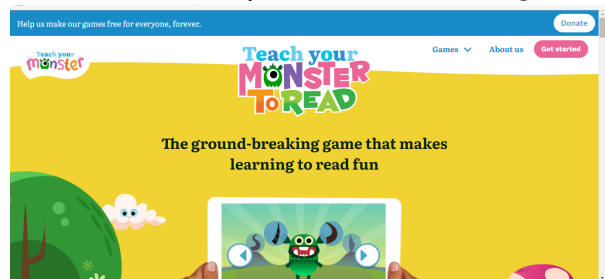 Help us make our games free for everyone, forever.
Donate
Teach your
monster
Games
About us
Get started
Teach your
MONSTER
TO READ
The ground-breaking game that makes
learning to read fun